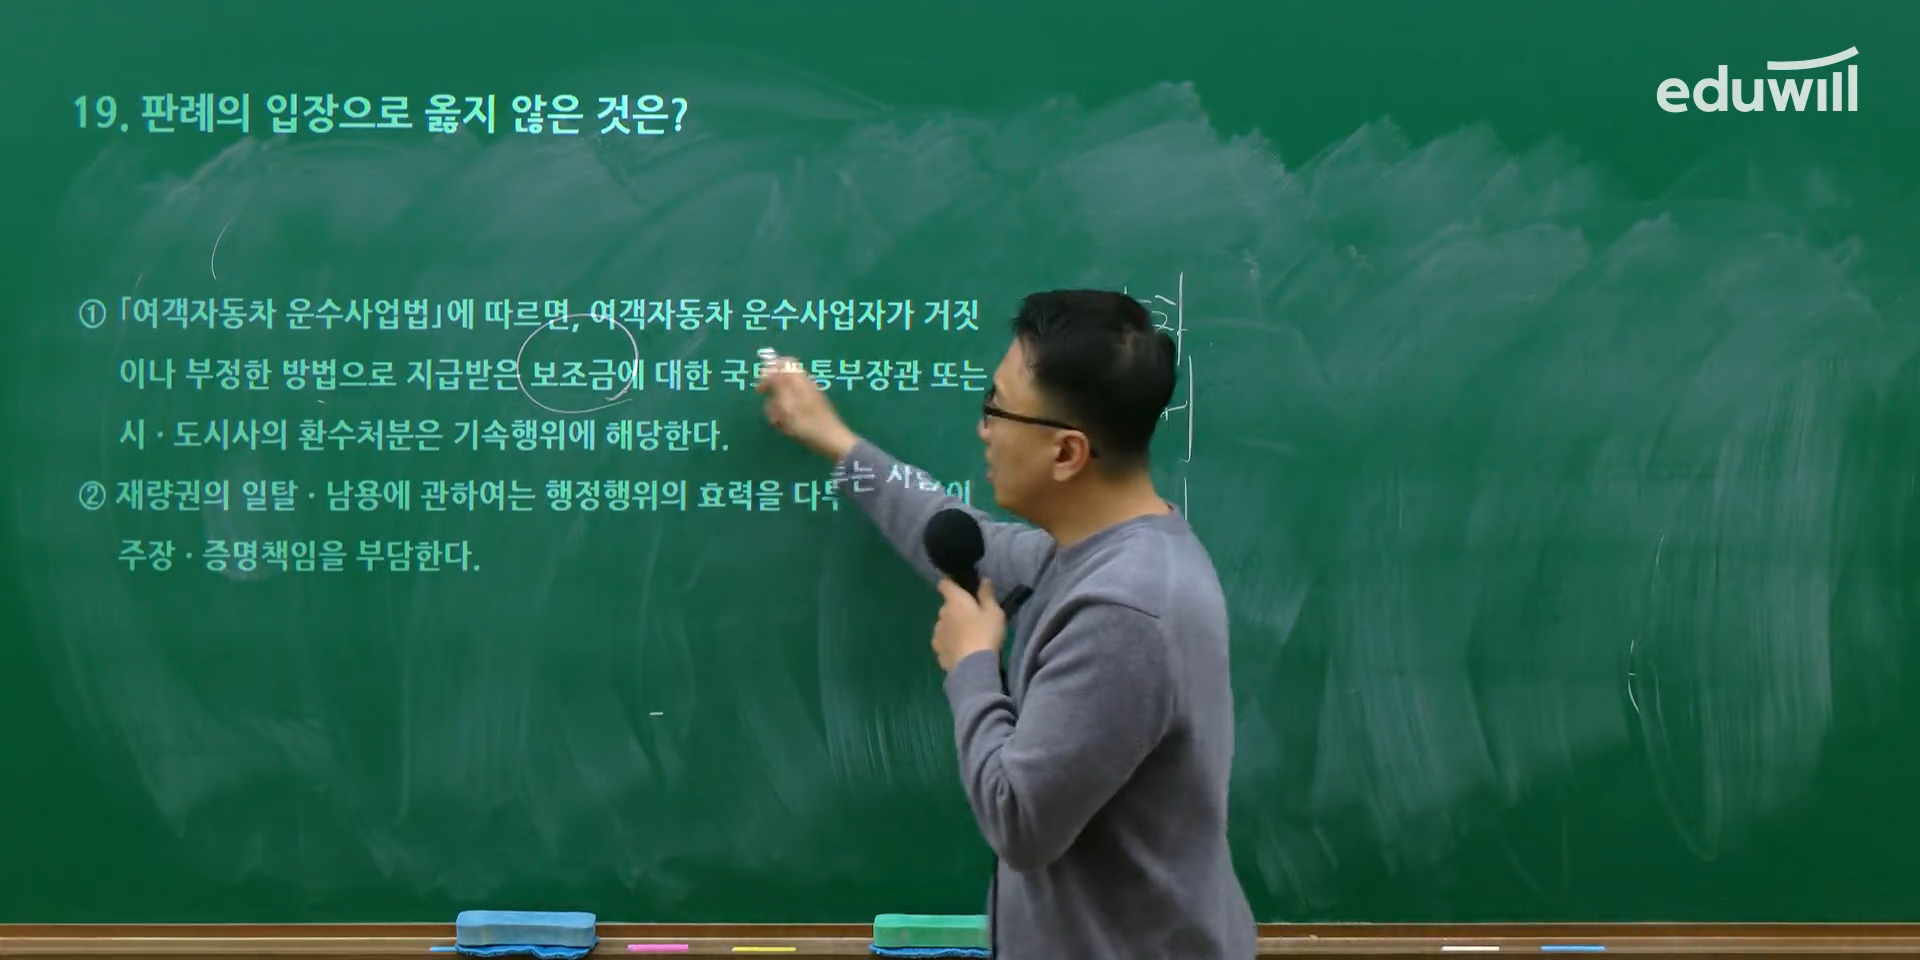 eduwill
19. 판례의 입장으로 옳지 않은 것은?
① 「여객자동차 운수사업법」에 따르면, 여객자동차 운수사업자가 거짓
이나 부정한 방법으로 지급받은 보조금에 대한 국토교통부장관 또는
시·도시사의 환수처분은 기속행위에 해당한다.
② 재량권의 일탈·남용에 관하여는 행정행위의 효력을 다투는 사람이
주장·증명책임을 부담한다.